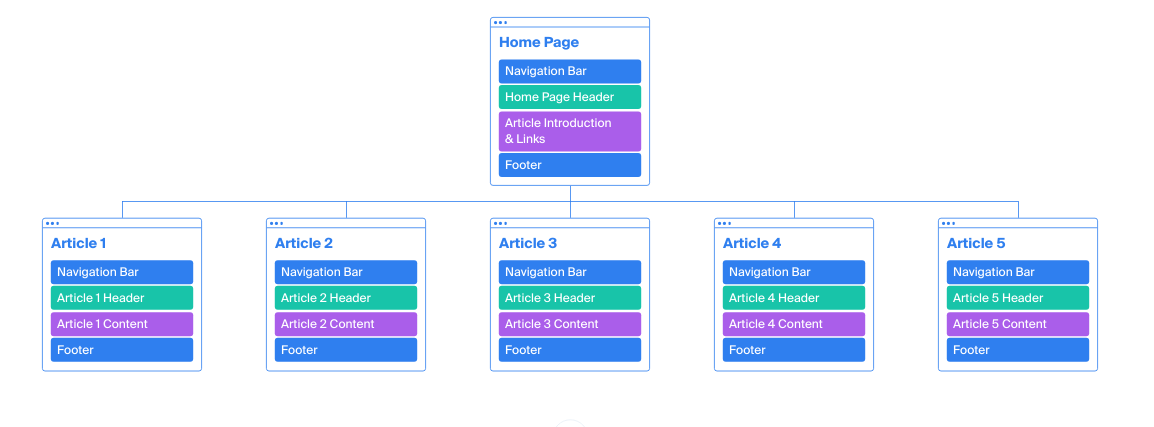 Home Page
Navigation Bar
Home Page Header
Article Introduction
& Links
Footer
Article 1
Navigation Bar
Article 1 Header
Article 1 Content
Footer
Article 2
Navigation Bar
Article 2 Header
Article 2 Content
Footer
Article 3
Navigation Bar
Article 3 Header
Article 3 Content
Footer
Article 4
Navigation Bar
Article 4 Header
Article 4 Content
Footer
Article 5
Navigation Bar
Article 5 Header
Article 5 Content
Footer